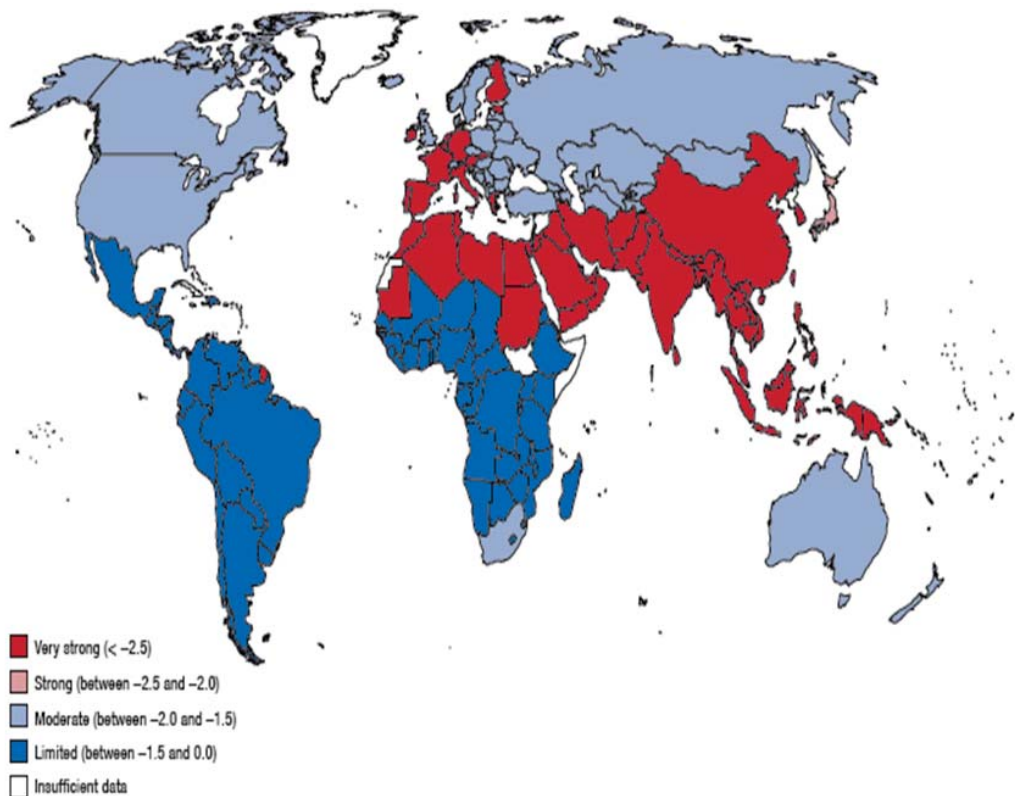 Very strong (< –2.5)
Strong (between –2.5 and –2.0)
Moderate (between –2.0 and –1.5)
Limited (between –1.5 and 0.0)
Insufficient data